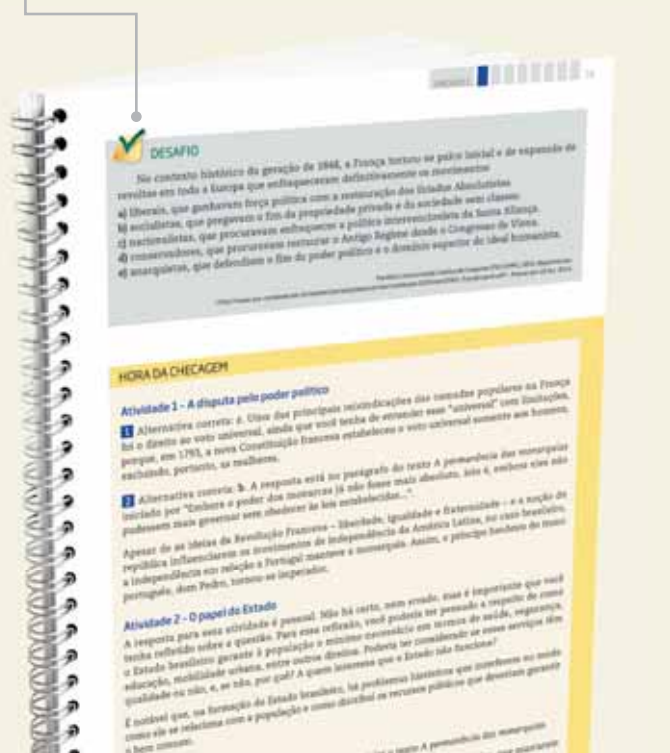 UNIDADE 1
DESAFIO
No contexto histórico da geração de 1848, a França tornou-se palco inicial e de expansão de
revoltas em toda a Europa que enfraqueceram definitivamente os movimentos:
a) liberais, que ganhavam força política com a restauração dos Estados Absolutistas.
b) socialistas, que pregavam o fim da propriedade privada e da sociedade sem classes.
c) nacionalistas, que procuravam enfraquecer a política intervencionista da Santa Aliança.
d) conservadores, que procuravam restaurar o Antigo Regime desde o Congresso de Viena.
e) anarquistas, que defendiam o fim do poder político e o domínio superior do ideal humanista.
HORA DA CHECAGEM
Atividade 1 – A disputa pelo poder político
1 Alternativa correta: Uma das principais reivindicações das camadas populares na França
foi o direito ao voto universal, ainda que você tenha de entender esse "universal" com limitações,
porque, em 1793, a nova Constituição francesa estabeleceu o voto universal somente aos homens,
excluindo, portanto, as mulheres.
2 Alternativa correta: b. A resposta está no parágrafo do texto A permanência das monarquias
iniciado por "Embora o poder dos monarcas já não fosse mais absoluto, isto é, embora eles não
pudessem mais governar sem obedecer às leis estabelecidas...".
Apesar de as ideias da Revolução Francesa – liberdade, igualdade e fraternidade – e a noção de
república influenciarem os movimentos de independência da América Latina, no caso brasileiro,
a independência em relação a Portugal manteve a monarquia. Assim, o príncipe herdeiro do trono
português, dom Pedro, tornou-se imperador.
Atividade 2 – O papel do Estado
A resposta para essa atividade é pessoal. Não há certo, nem errado, mas é importante que você
tenha refletido sobre a questão. Para essa reflexão, você poderia ter pensado a respeito de como
o Estado brasileiro garante à população o mínimo necessário em termos de saúde, segurança,
educação, mobilidade urbana, entre outros direitos. Poderia ter considerado se esses serviços têm
qualidade ou não, e, se não, por quê? A quem interessa que o Estado não funcione?
É notável que, na formação do Estado brasileiro, há problemas históricos que interferem no modo
como ele se relaciona com a população e como distribui os recursos públicos que deveriam garantir
o bem comum.
texto A permanência das monarquias